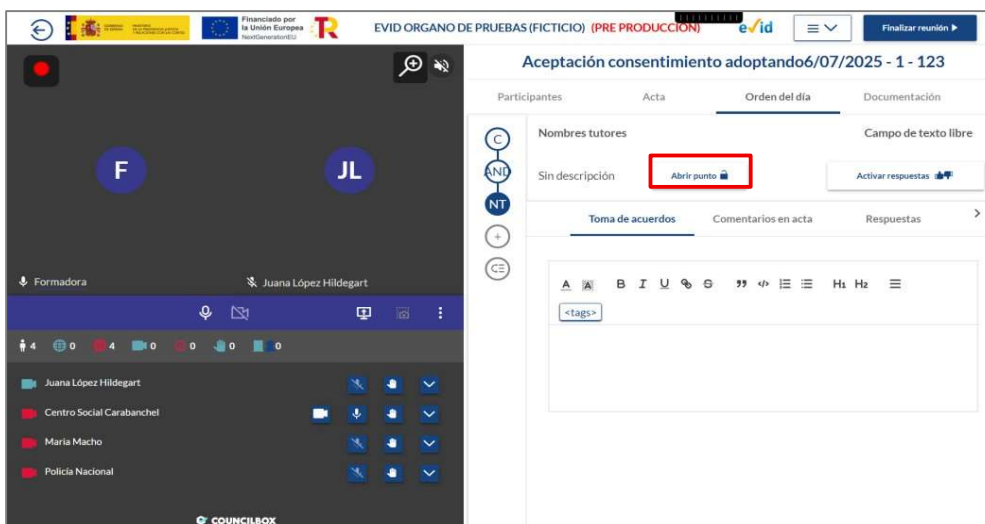 Financiado por
la Unión Europea
NextGenerationEU
EVID ORGANO DE PRUEBAS (FICTICIO) (PRE PRODUCCIÓN)
e✓id
Finalizar reunión
Aceptación consentimiento adoptando6/07/2025 - 1 - 123
Participantes Acta Orden del día Documentación
C
AND
NT
Nombres tutores Campo de texto libre
Sin descripción Abrir punto Activar respuestas
Toma de acuerdos Comentarios en acta Respuestas
A A B I U S H1 H2
<tags>
F
JL
Formadora
Juana López Hildegart
4 0 4 0 0 0 0
Juana López Hildegart
Centro Social Carabanchel
Maria Macho
Policía Nacional
COUNCILBOX